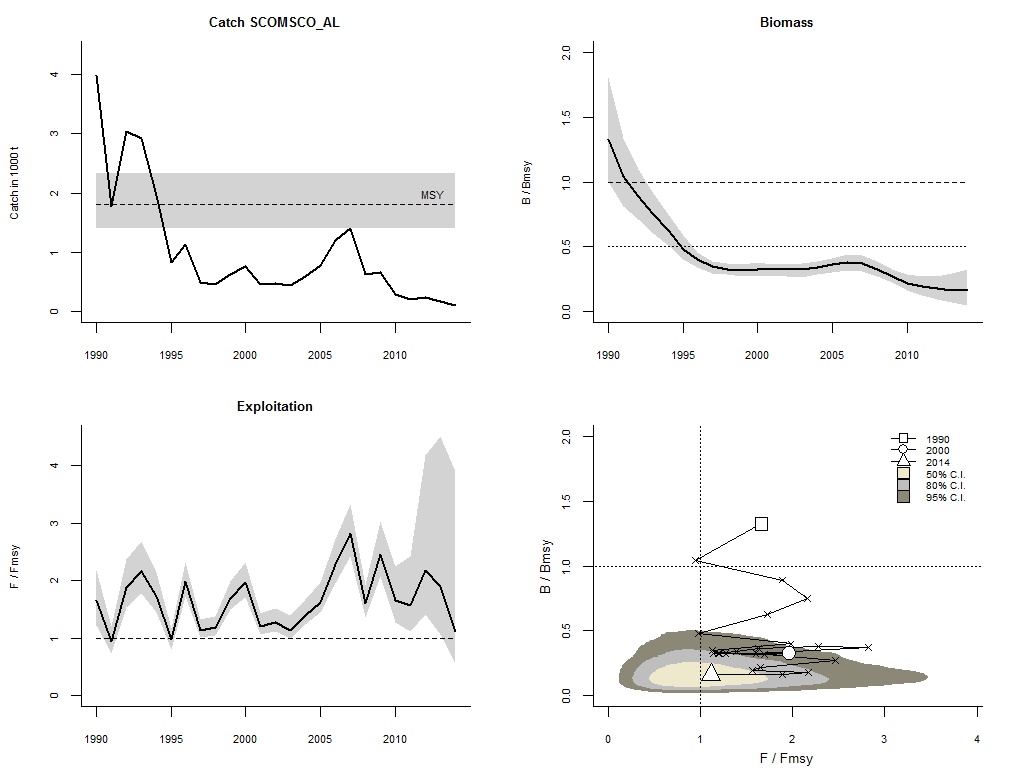 Catch SCOMSCO_AL
Catch in 1000 t
4
3
2
1
0
MSY
1990 1995 2000 2005 2010
Biomass
B / Bmsy
2.0
1.5
1.0
0.5
0.0
1990 1995 2000 2005 2010
Exploitation
F / Fmsy
4
3
2
1
0
1990 1995 2000 2005 2010
B / Bmsy
2.0
1.5
1.0
0.5
0.0
1990
2000
2014
50% C.I.
80% C.I.
95% C.I.
0 1 2 3 4
F / Fmsy